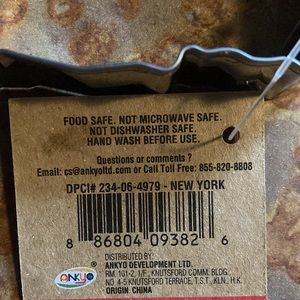 FOOD SAFE. NOT MICROWAVE SAFE.
NOT DISHWASHER SAFE.
HAND WASH BEFORE USE.
Questions or comments ?
Email: cs@ankyoltd.com or Call Toll Free: 855-820-8808
DPCI# 234-06-4979 - NEW YORK
8 86804 09382 6
ankyo
DISTRIBUTED BY:
ANKYO DEVELOPMENT LTD.
RM. 101-2, 1/F., KNUTSFORD COMM. BLDG.,
NO. 4-5 KNUTSFORD TERRACE, T.S.T., KLN., H.K.
ORIGIN: CHINA